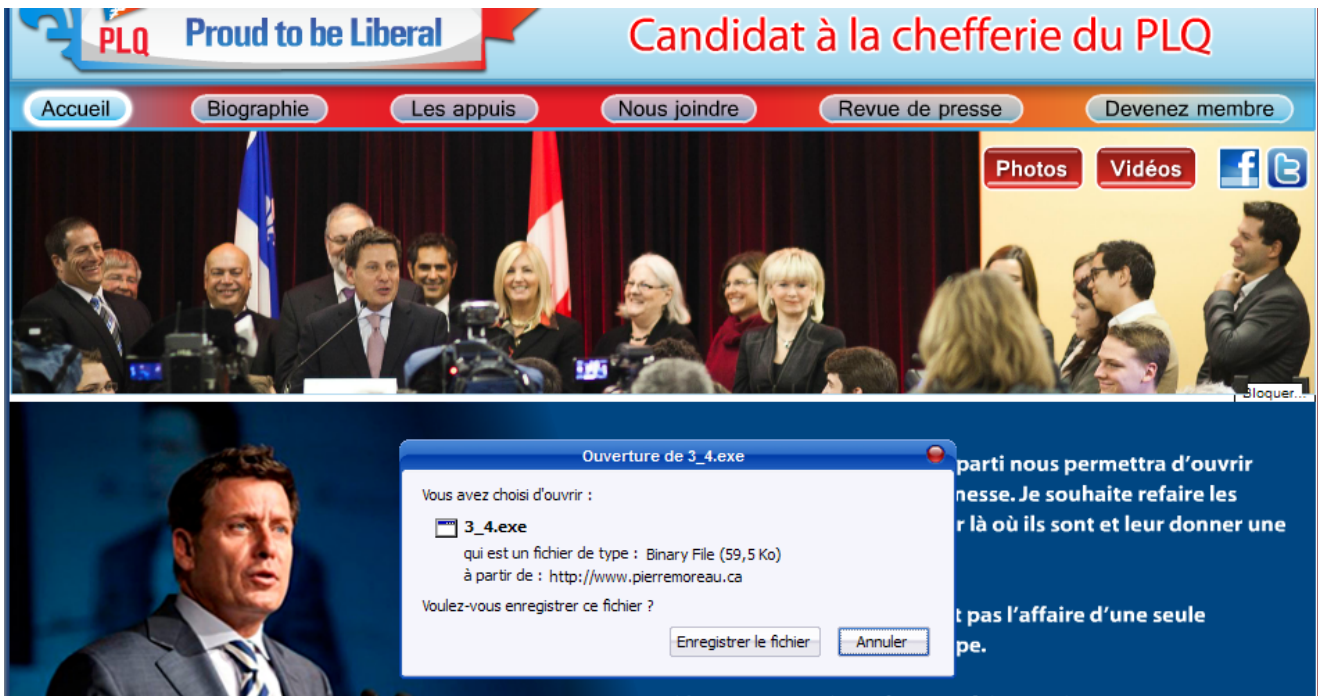 PLQ Proud to be Liberal
Candidat à la chefferie du PLQ
Accueil Biographie Les appuis Nous joindre Revue de presse Devenez membre
Photos Vidéos f t
Bloquer...
Ouverture de 3_4.exe
Vous avez choisi d'ouvrir :
3_4.exe
qui est un fichier de type : Binary File (59,5 Ko)
à partir de : http://www.pierremoreau.ca
Voulez-vous enregistrer ce fichier ?
Enregistrer le fichier Annuler
parti nous permettra d'ouvrir
nesse. Je souhaite refaire les
r là où ils sont et leur donner une
t pas l'affaire d'une seule
pe.